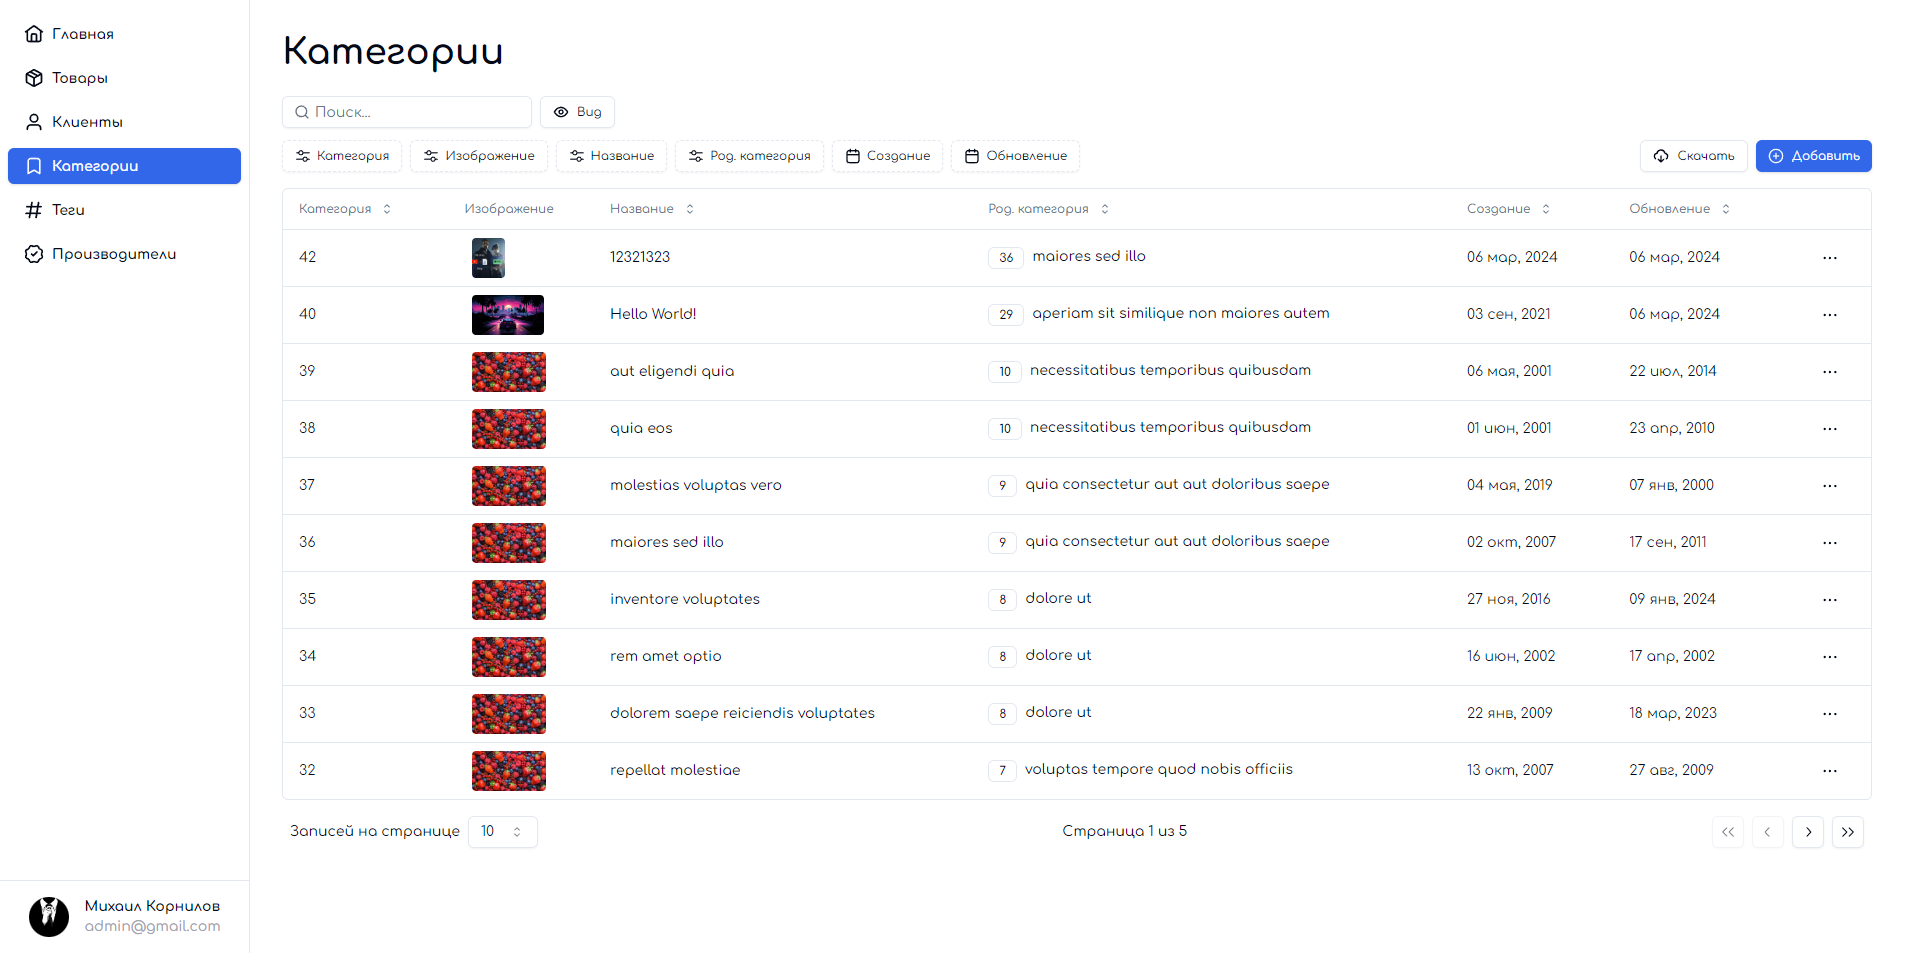 Главная
Товары
Клиенты
Категории
Теги
Производители
Михаил Корнилов
admin@gmail.com
Категории
Поиск... Вид
Категория Изображение Название Род. категория Создание Обновление Скачать Добавить
Категория Изображение Название Род. категория Создание Обновление
42 12321323 36 maiores sed illo 06 мар, 2024 06 мар, 2024
40 Hello World! 29 aperiam sit similique non maiores autem 03 сен, 2021 06 мар, 2024
39 aut eligendi quia 10 necessitatibus temporibus quibusdam 06 мая, 2001 22 июл, 2014
38 quia eos 10 necessitatibus temporibus quibusdam 01 июн, 2001 23 апр, 2010
37 molestias voluptas vero 9 quia consectetur aut aut doloribus saepe 04 мая, 2019 07 янв, 2000
36 maiores sed illo 9 quia consectetur aut aut doloribus saepe 02 окт, 2007 17 сен, 2011
35 inventore voluptates 8 dolore ut 27 ноя, 2016 09 янв, 2024
34 rem amet optio 8 dolore ut 16 июн, 2002 17 апр, 2002
33 dolorem saepe reiciendis voluptates 8 dolore ut 22 янв, 2009 18 мар, 2023
32 repellat molestiae 7 voluptas tempore quod nobis officiis 13 окт, 2007 27 авг, 2009
Записей на странице 10 Страница 1 из 5